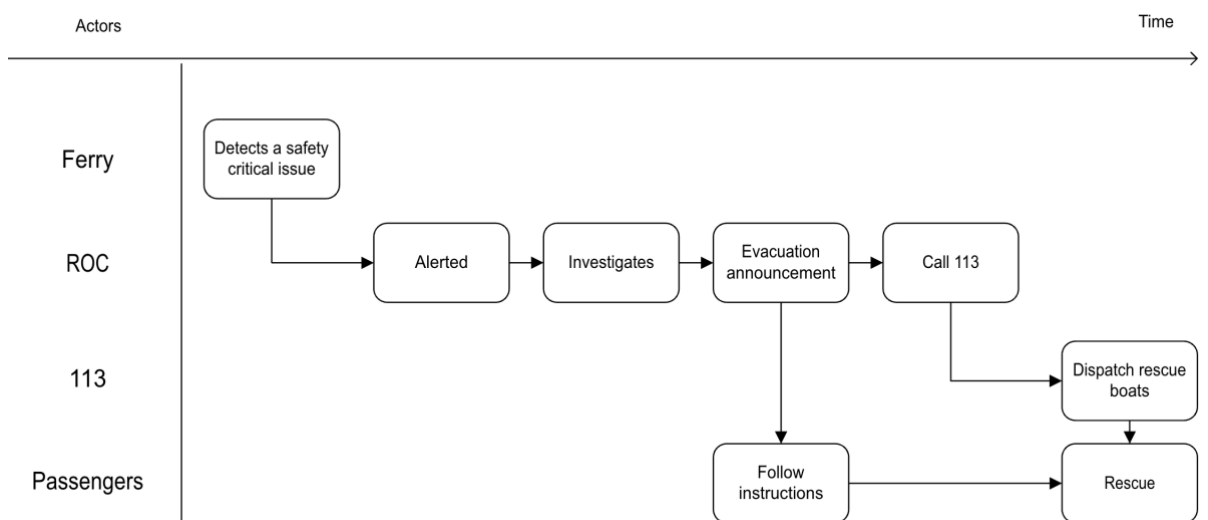 Actors
Time
Ferry
Detects a safety
critical issue
ROC
Alerted
Investigates
Evacuation
announcement
Call 113
113
Dispatch rescue
boats
Passengers
Follow
instructions
Rescue